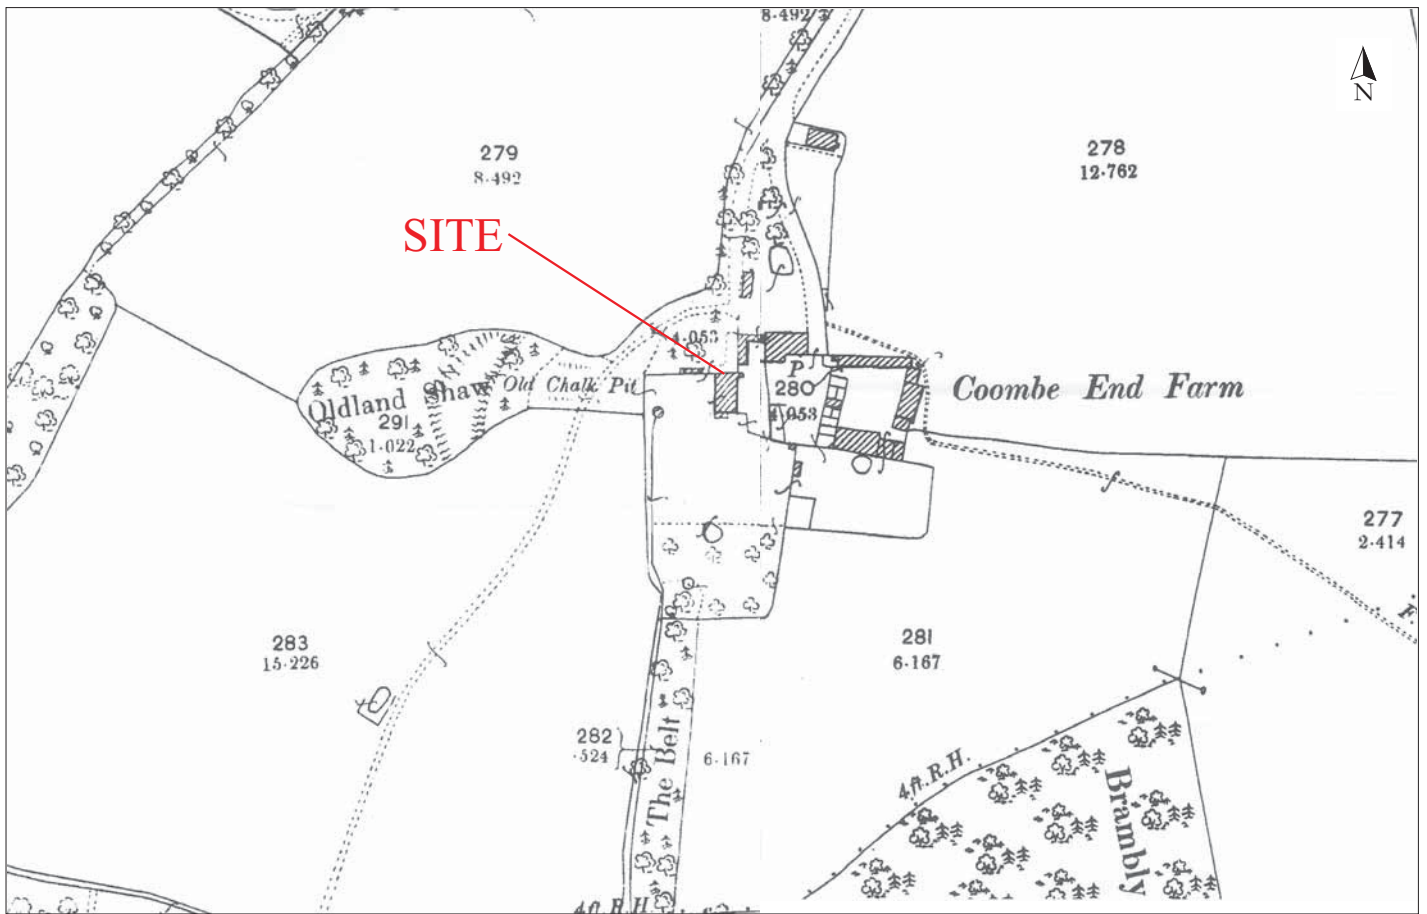 8·492
N
279
8·492
278
12·762
SITE
4·053
Old Chalk Pit
P
280
4·053
Coombe End Farm
Oldland Shaw
291
1·022
277
2·414
F.
283
15·226
281
6·167
282
·524
The Belt
6·167
4ft. R.H.
Brambly
4ft. R.H.